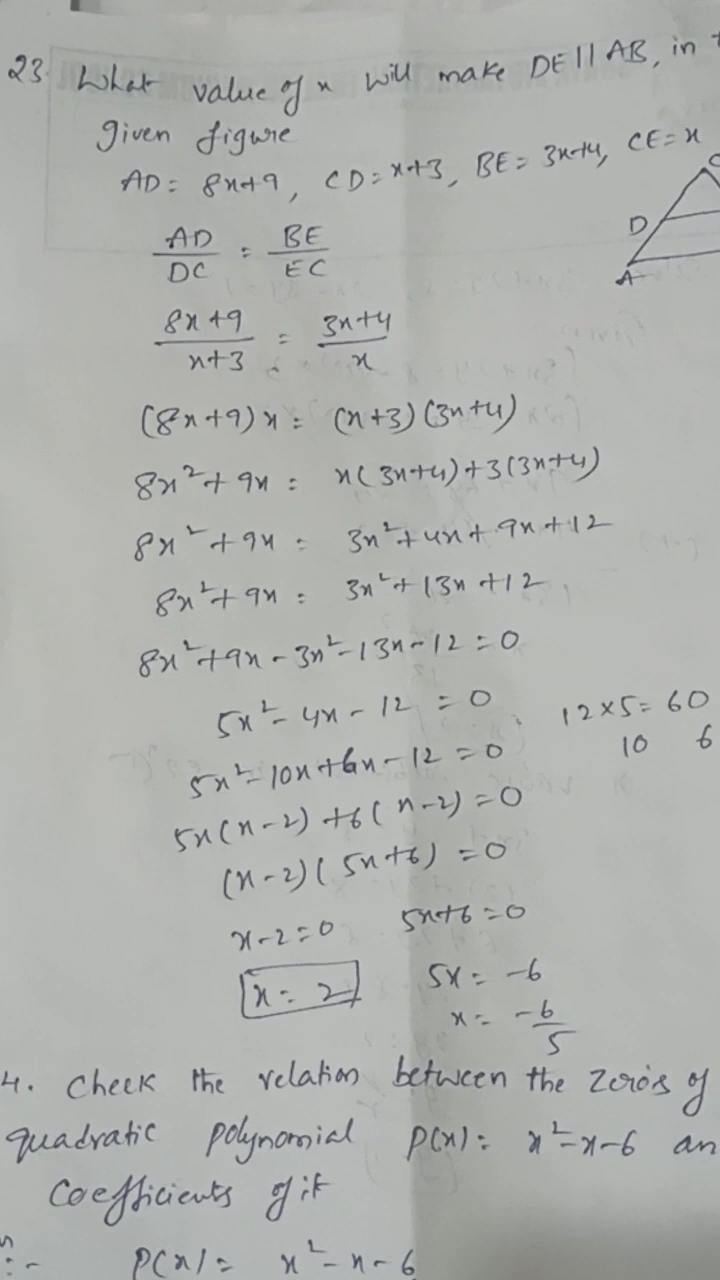 23. What value of x will make DE || AB, in
given figure
AD = 8x+9, CD = x+3, BE = 3x+4, CE = x
C
D
A
AD/DC = BE/EC
8x+9/x+3 = 3x+4/x
(8x+9)x = (x+3)(3x+4)
8x²+9x = x(3x+4)+3(3x+4)
8x²+9x = 3x²+4x+9x+12
8x²+9x = 3x²+13x+12
8x²+9x-3x²-13x-12=0
5x²-4x-12=0 12×5=60
5x²-10x+6x-12=0 10 6
5x(x-2)+6(x-2)=0
(x-2)(5x+6)=0
x-2=0 5x+6=0
x=2 5x=-6
x=-6/5
4. Check the relation between the zero's of
quadratic polynomial P(x) = x²-x-6 an
Coefficients of it
:- P(x) = x²-x-6